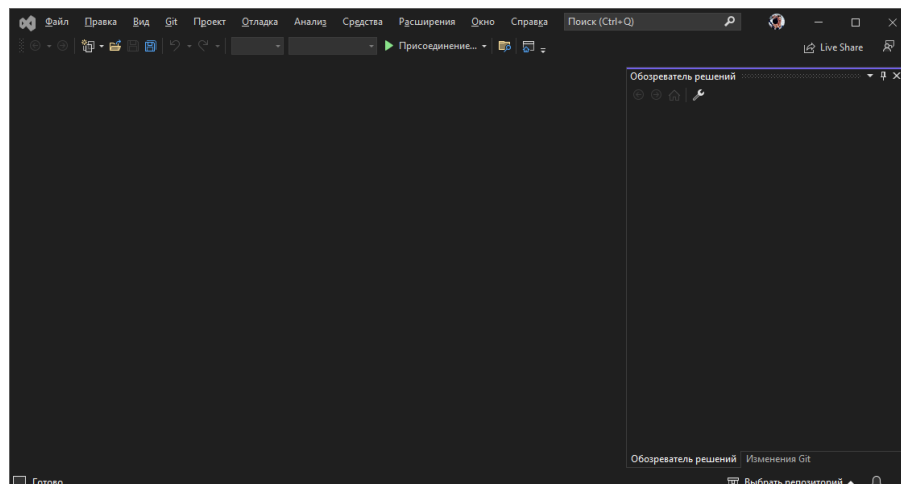 Файл Правка Вид Git Проект Отладка Анализ Средства Расширения Окно Справка Поиск (Ctrl+Q)
Присоединение... Live Share
Обозреватель решений
Обозреватель решений Изменения Git
Готово Выбрать репозиторий